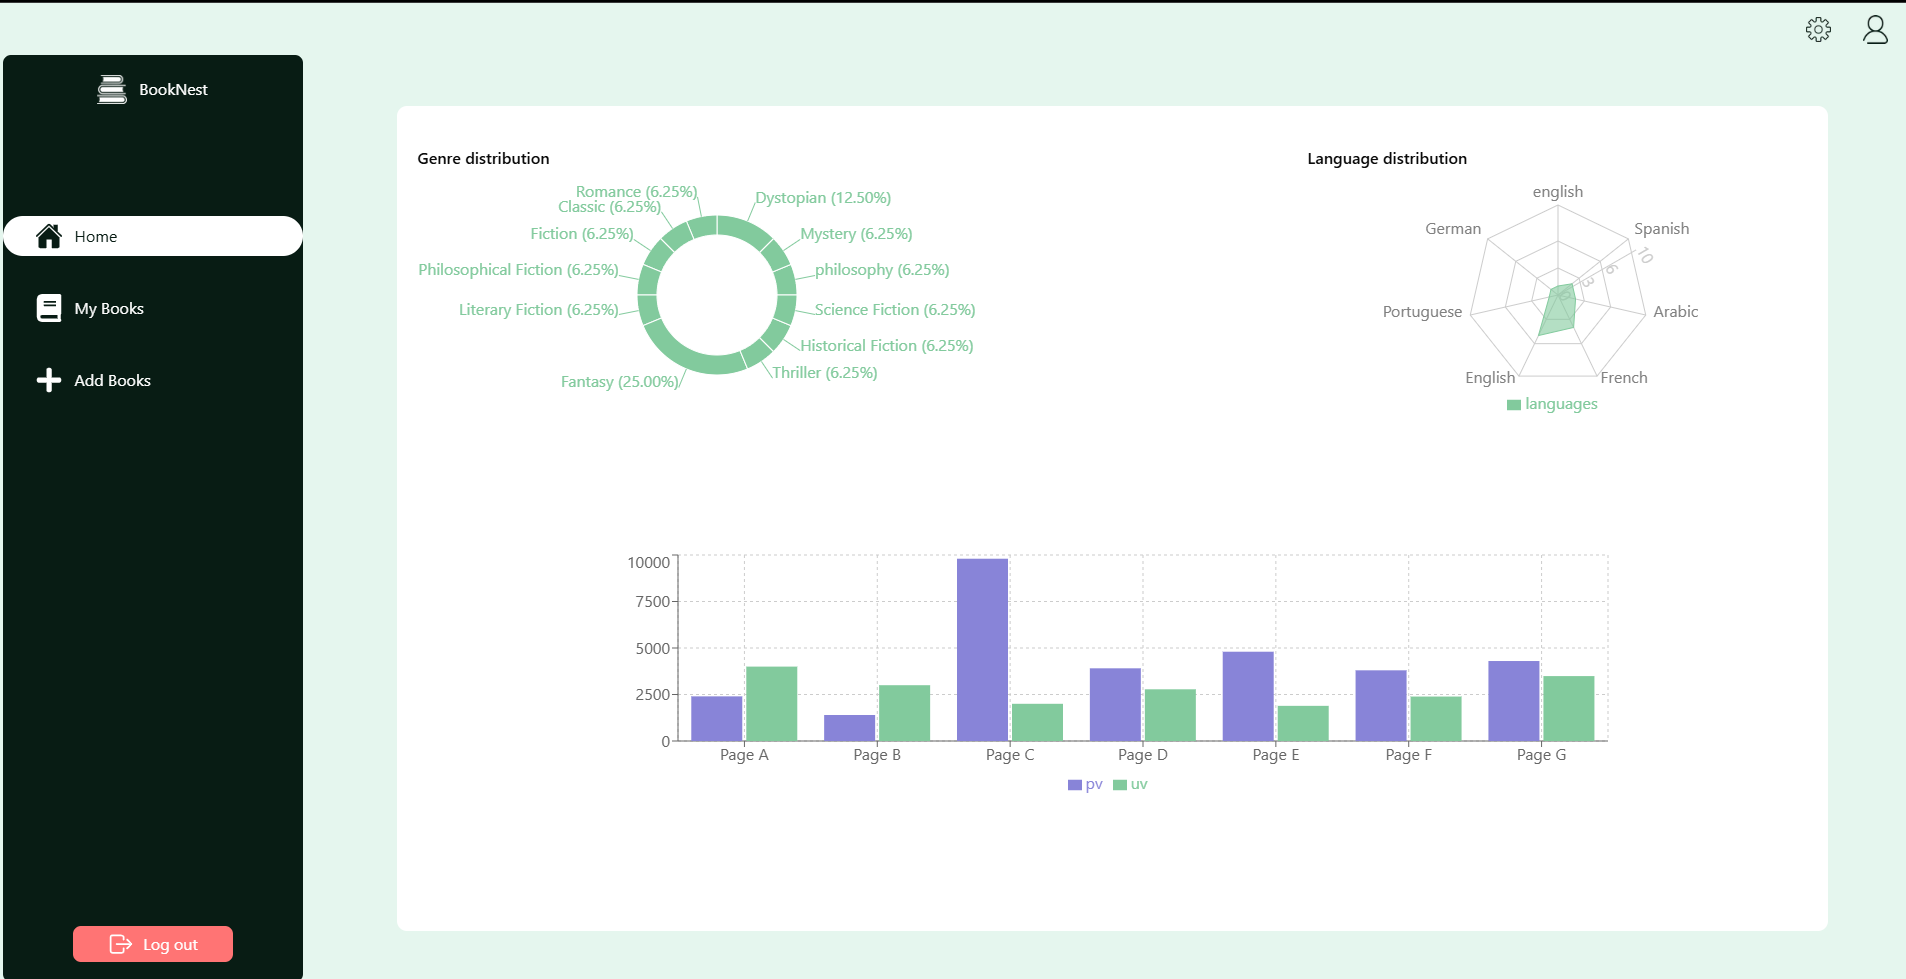 BookNest
Home
My Books
Add Books
Log out
Genre distribution
Romance (6.25%)
Classic (6.25%)
Fiction (6.25%)
Philosophical Fiction (6.25%)
Literary Fiction (6.25%)
Fantasy (25.00%)
Dystopian (12.50%)
Mystery (6.25%)
philosophy (6.25%)
Science Fiction (6.25%)
Historical Fiction (6.25%)
Thriller (6.25%)
Language distribution
english
German
Spanish
Portuguese
Arabic
English
French
10
6
3
0
languages
10000
7500
5000
2500
0
Page A
Page B
Page C
Page D
Page E
Page F
Page G
pv
uv